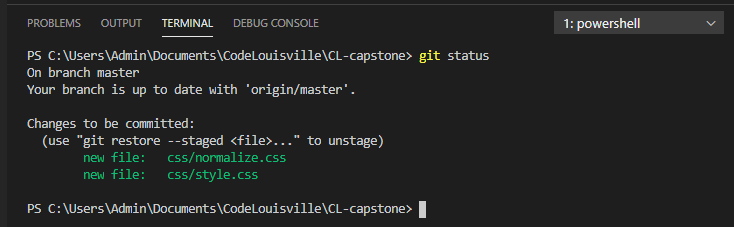 PROBLEMS OUTPUT TERMINAL DEBUG CONSOLE 1: powershell
PS C:\Users\Admin\Documents\CodeLouisville\CL-capstone> git status
On branch master
Your branch is up to date with 'origin/master'.
Changes to be committed:
(use "git restore --staged <file>..." to unstage)
new file: css/normalize.css
new file: css/style.css
PS C:\Users\Admin\Documents\CodeLouisville\CL-capstone>